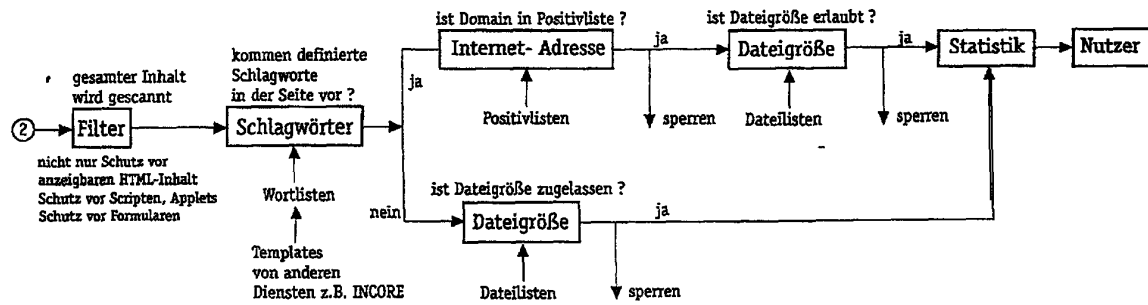 gesamter Inhalt
wird gescannt
2
Filter
nicht nur Schutz vor
anzeigbaren HTML-Inhalt
Schutz vor Scripten, Applets
Schutz vor Formularen
kommen definierte
Schlagworte
in der Seite vor ?
Schlagwörter
Wortlisten
Templates
von anderen
Diensten z.B. INCORE
ja
nein
ist Domain in Positivliste ?
Internet- Adresse
Positivlisten
ja
sperren
ist Dateigröße erlaubt ?
Dateigröße
Dateilisten
ja
sperren
Statistik
Nutzer
ist Dateigröße zugelassen ?
Dateigröße
Dateilisten
ja
sperren